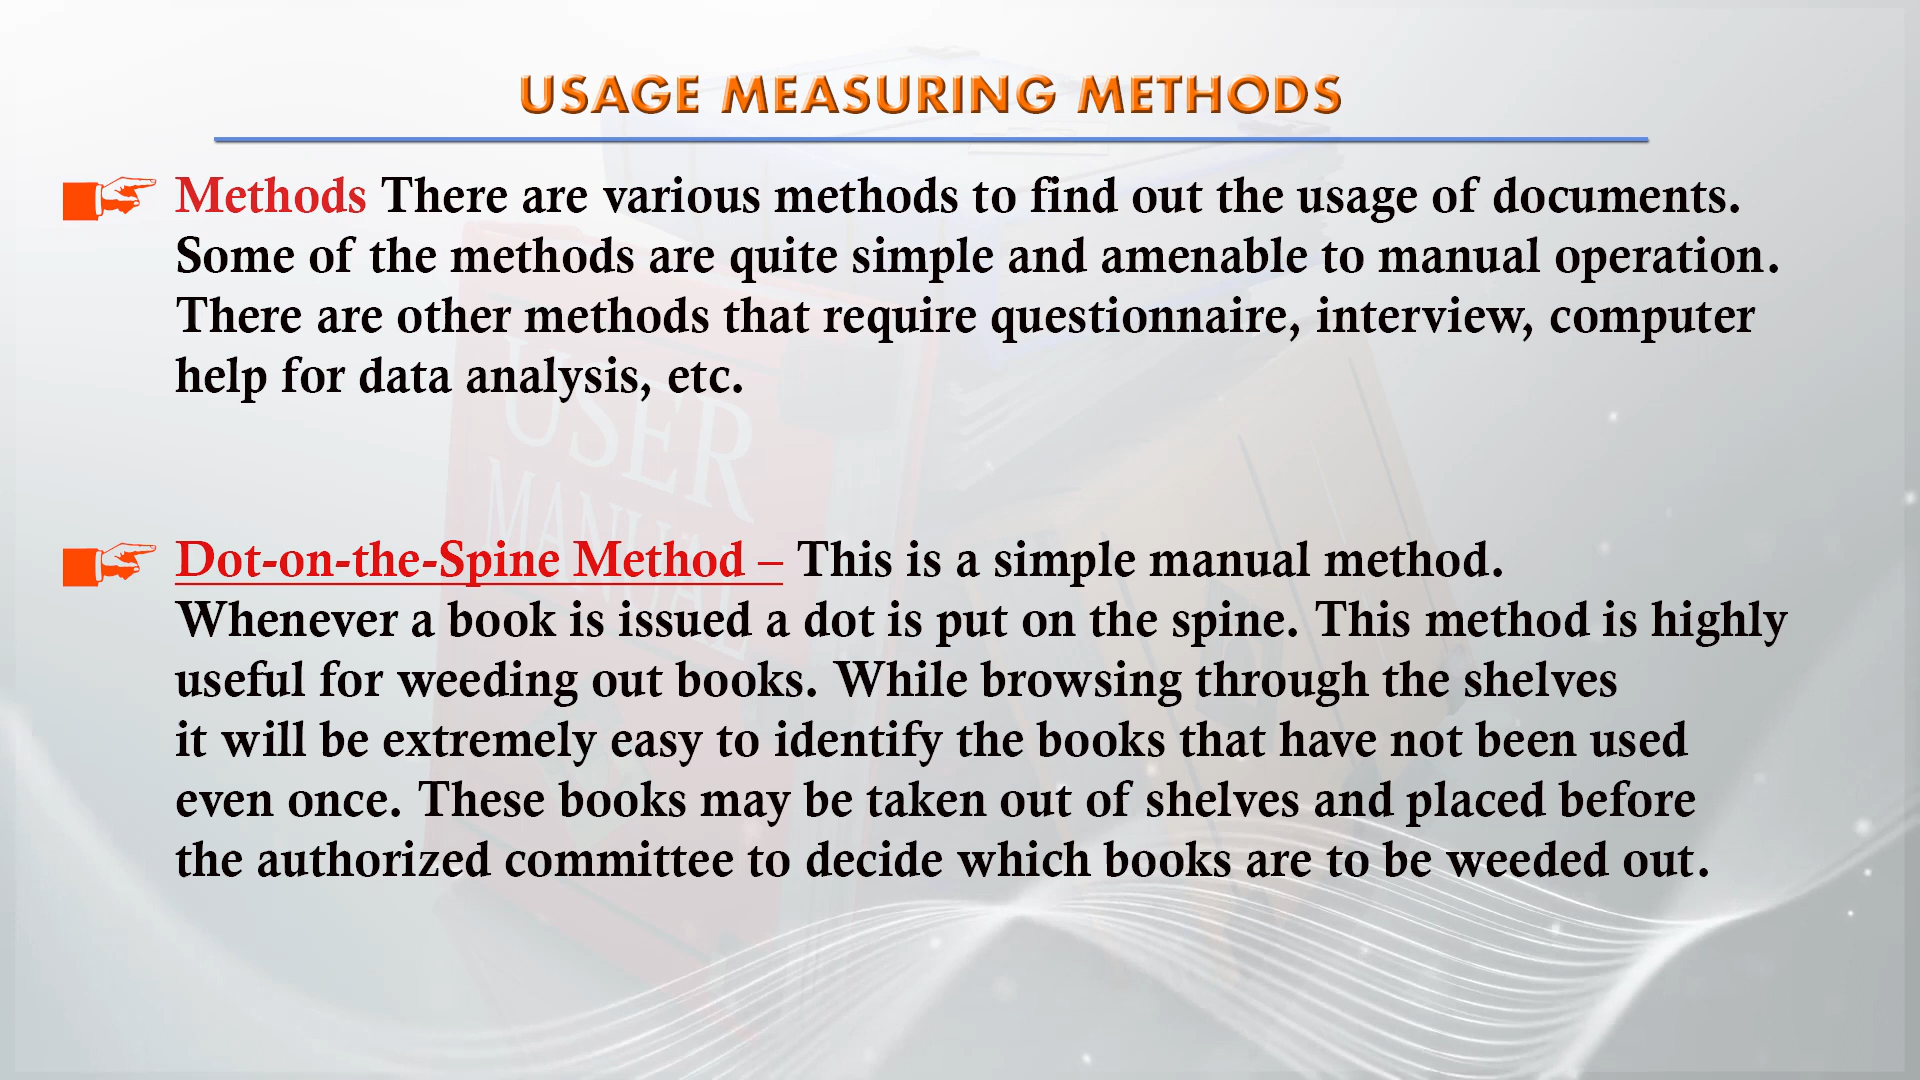 USAGE MEASURING METHODS
Methods There are various methods to find out the usage of documents.
Some of the methods are quite simple and amenable to manual operation.
There are other methods that require questionnaire, interview, computer
help for data analysis, etc.
USER
MANUAL
Dot-on-the-Spine Method – This is a simple manual method.
Whenever a book is issued a dot is put on the spine. This method is highly
useful for weeding out books. While browsing through the shelves
it will be extremely easy to identify the books that have not been used
even once. These books may be taken out of shelves and placed before
the authorized committee to decide which books are to be weeded out.